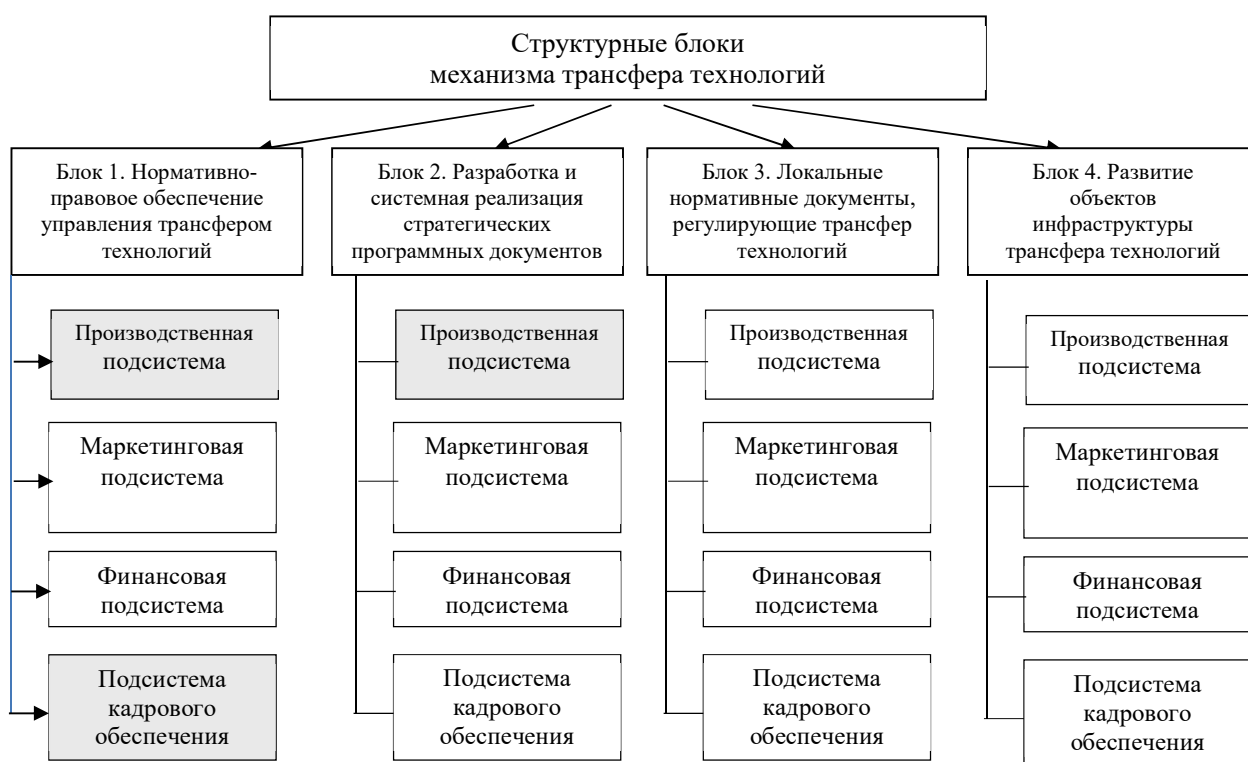 Структурные блоки
механизма трансфера технологий
Блок 1. Нормативно-
правовое обеспечение
управления трансфером
технологий
Блок 2. Разработка и
системная реализация
стратегических
программных документов
Блок 3. Локальные
нормативные документы,
регулирующие трансфер
технологий
Блок 4. Развитие
объектов
инфраструктуры
трансфера технологий
Производственная
подсистема
Маркетинговая
подсистема
Финансовая
подсистема
Подсистема
кадрового
обеспечения
Производственная
подсистема
Маркетинговая
подсистема
Финансовая
подсистема
Подсистема
кадрового
обеспечения
Производственная
подсистема
Маркетинговая
подсистема
Финансовая
подсистема
Подсистема
кадрового
обеспечения
Производственная
подсистема
Маркетинговая
подсистема
Финансовая
подсистема
Подсистема
кадрового
обеспечения